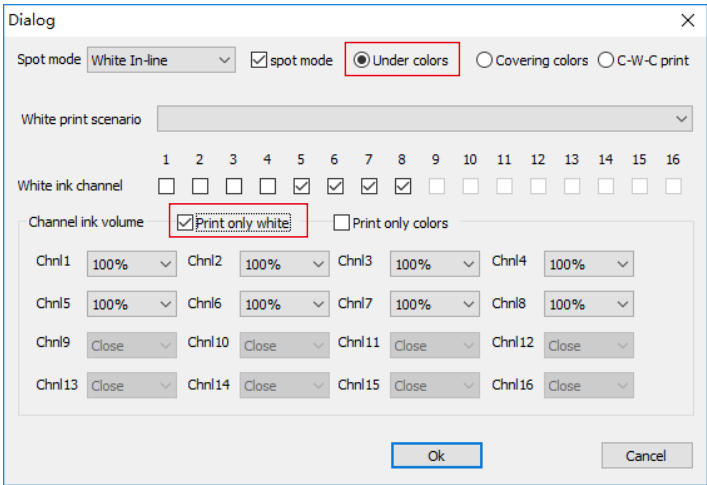 Dialog
Spot mode White In-line spot mode Under colors Covering colors C-W-C print
White print scenario
1 2 3 4 5 6 7 8 9 10 11 12 13 14 15 16
White ink channel
Channel ink volume Print only white Print only colors
Chnl1 100% Chnl2 100% Chnl3 100% Chnl4 100%
Chnl5 100% Chnl6 100% Chnl7 100% Chnl8 100%
Chnl9 Close Chnl10 Close Chnl11 Close Chnl12 Close
Chnl13 Close Chnl14 Close Chnl15 Close Chnl16 Close
Ok Cancel